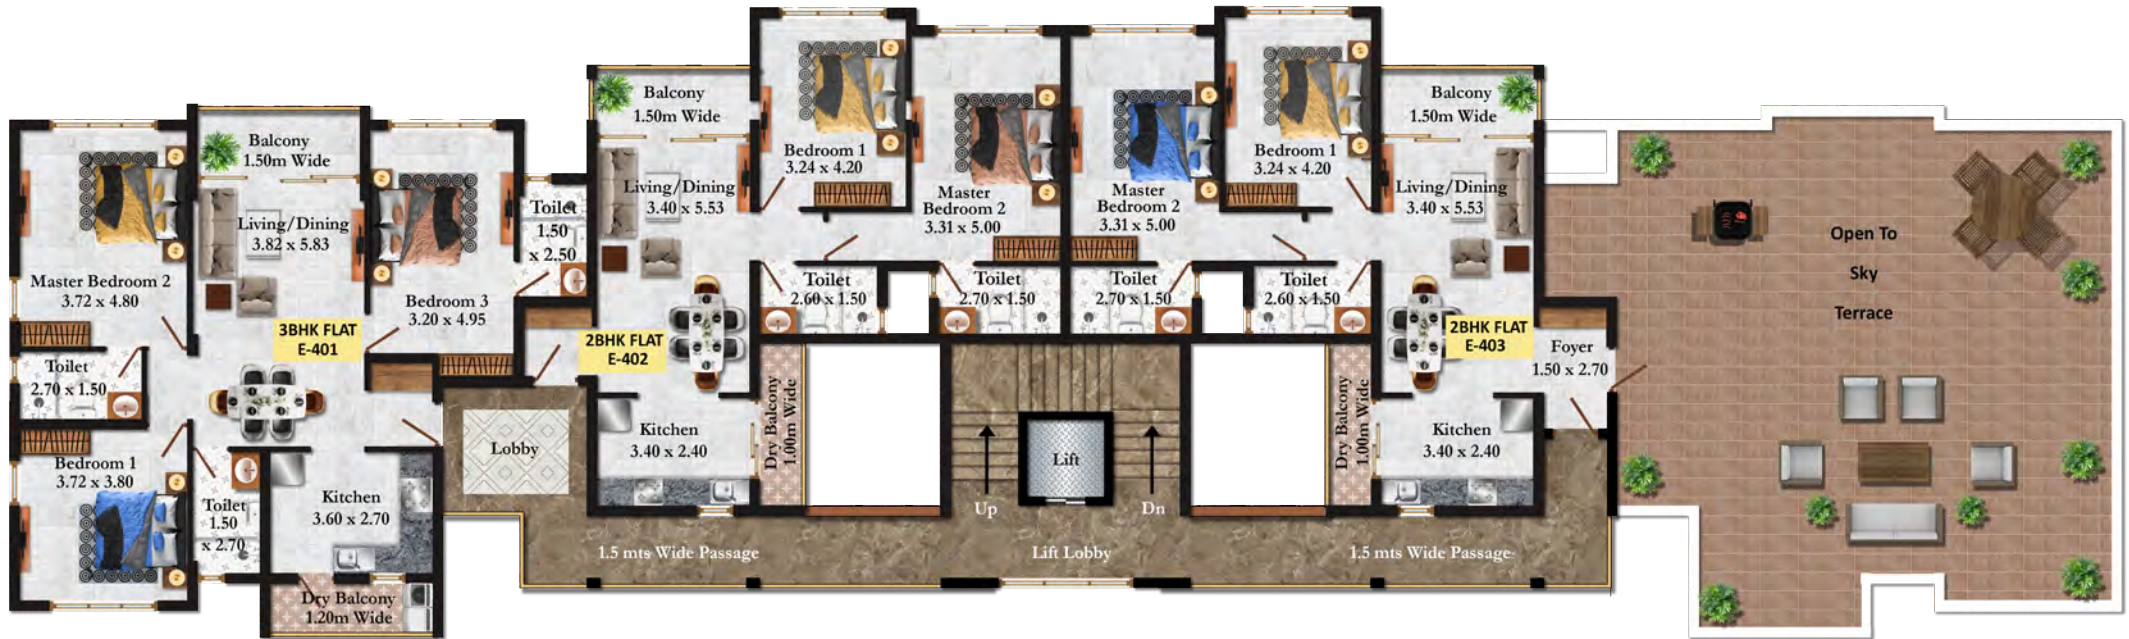 Balcony
1.50m Wide
Master Bedroom 2
3.72 x 4.80
Living/Dining
3.82 x 5.83
Bedroom 3
3.20 x 4.95
Toilet
1.50
x 2.50
3BHK FLAT
E-401
Toilet
2.70 x 1.50
Bedroom 1
3.72 x 3.80
Toilet
1.50
x 2.70
Kitchen
3.60 x 2.70
Dry Balcony
1.20m Wide
Lobby
Balcony
1.50m Wide
Living/Dining
3.40 x 5.53
Bedroom 1
3.24 x 4.20
Master
Bedroom 2
3.31 x 5.00
Toilet
2.60 x 1.50
Toilet
2.70 x 1.50
2BHK FLAT
E-402
Kitchen
3.40 x 2.40
Dry Balcony
1.00m Wide
Up
Lift
Dn
1.5 mts Wide Passage
Lift Lobby
1.5 mts Wide Passage
Master
Bedroom 2
3.31 x 5.00
Bedroom 1
3.24 x 4.20
Balcony
1.50m Wide
Living/Dining
3.40 x 5.53
Toilet
2.70 x 1.50
Toilet
2.60 x 1.50
2BHK FLAT
E-403
Foyer
1.50 x 2.70
Dry Balcony
1.00m Wide
Kitchen
3.40 x 2.40
Open To
Sky
Terrace